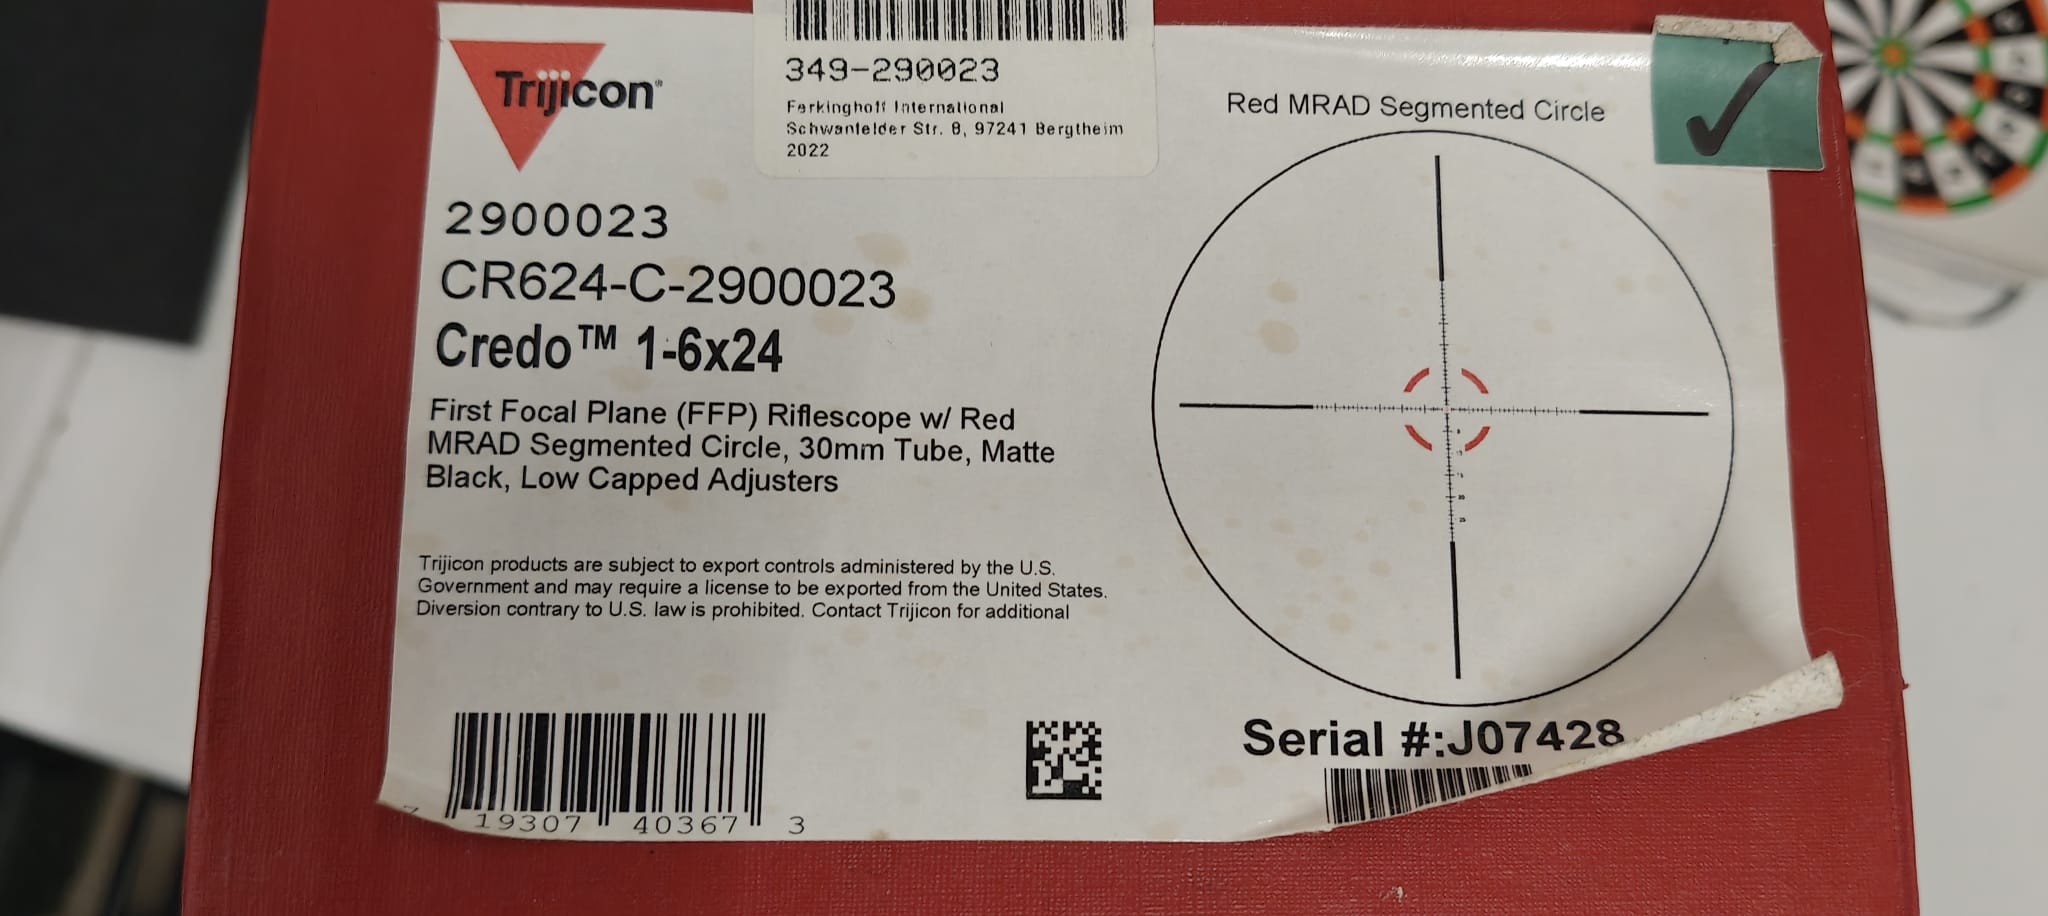 Trijicon®
349-290023
Ferkinghoff International
Schwanfelder Str. 8, 97241 Bergtheim
2022
Red MRAD Segmented Circle
2900023
CR624-C-2900023
Credo™ 1-6x24
First Focal Plane (FFP) Riflescope w/ Red
MRAD Segmented Circle, 30mm Tube, Matte
Black, Low Capped Adjusters
Trijicon products are subject to export controls administered by the U.S.
Government and may require a license to be exported from the United States.
Diversion contrary to U.S. law is prohibited. Contact Trijicon for additional
Serial #:J07428
7 19307 40367 3